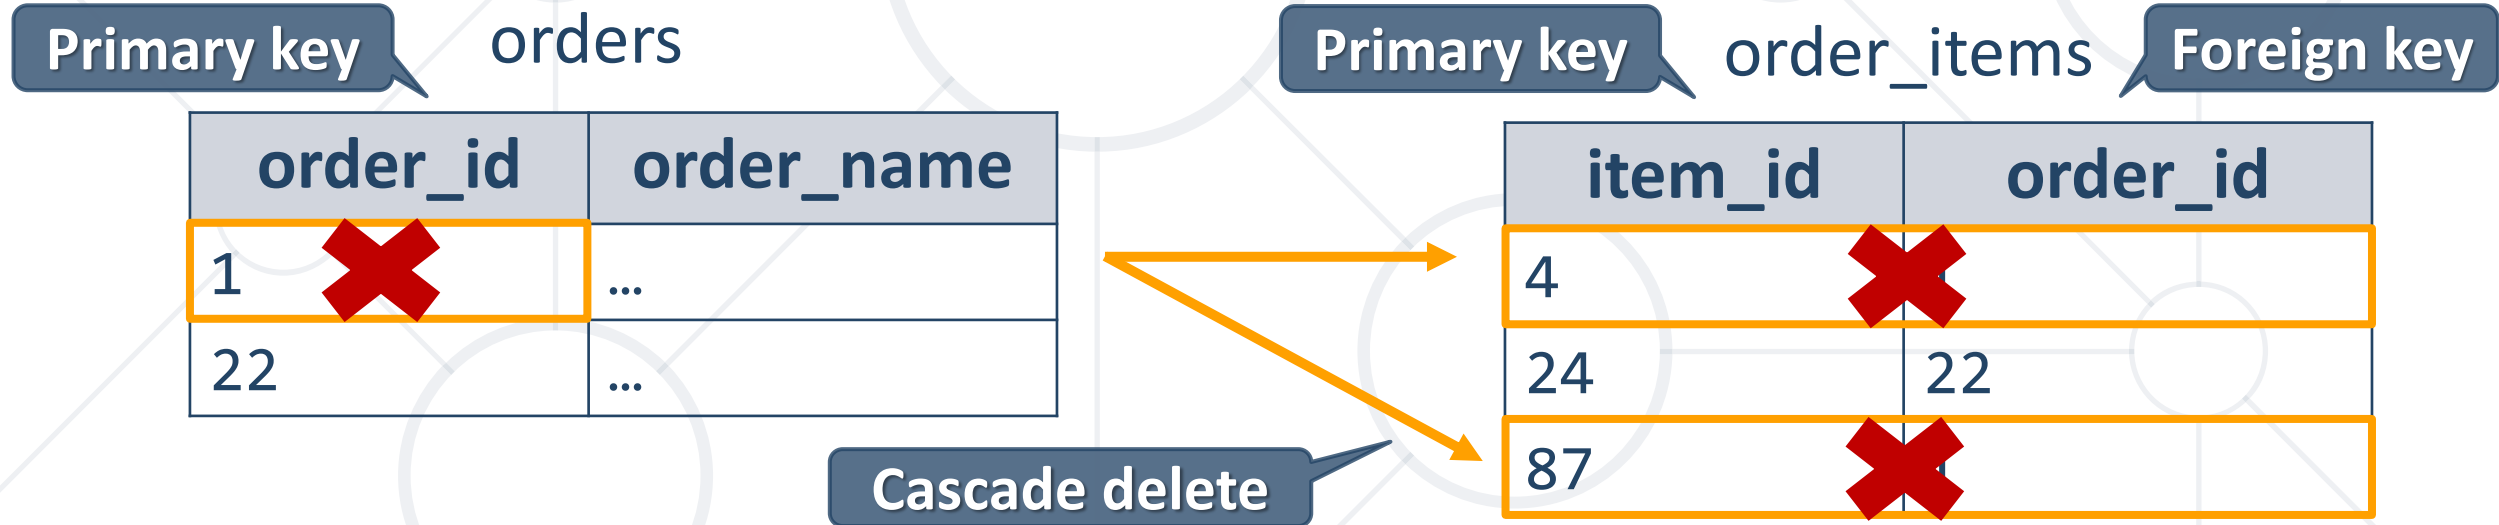 Primary key
orders
Primary key
order_items
Foreign key
order_id order_name
1 ...
22 ...
item_id order_id
4
24 22
87
Cascade delete